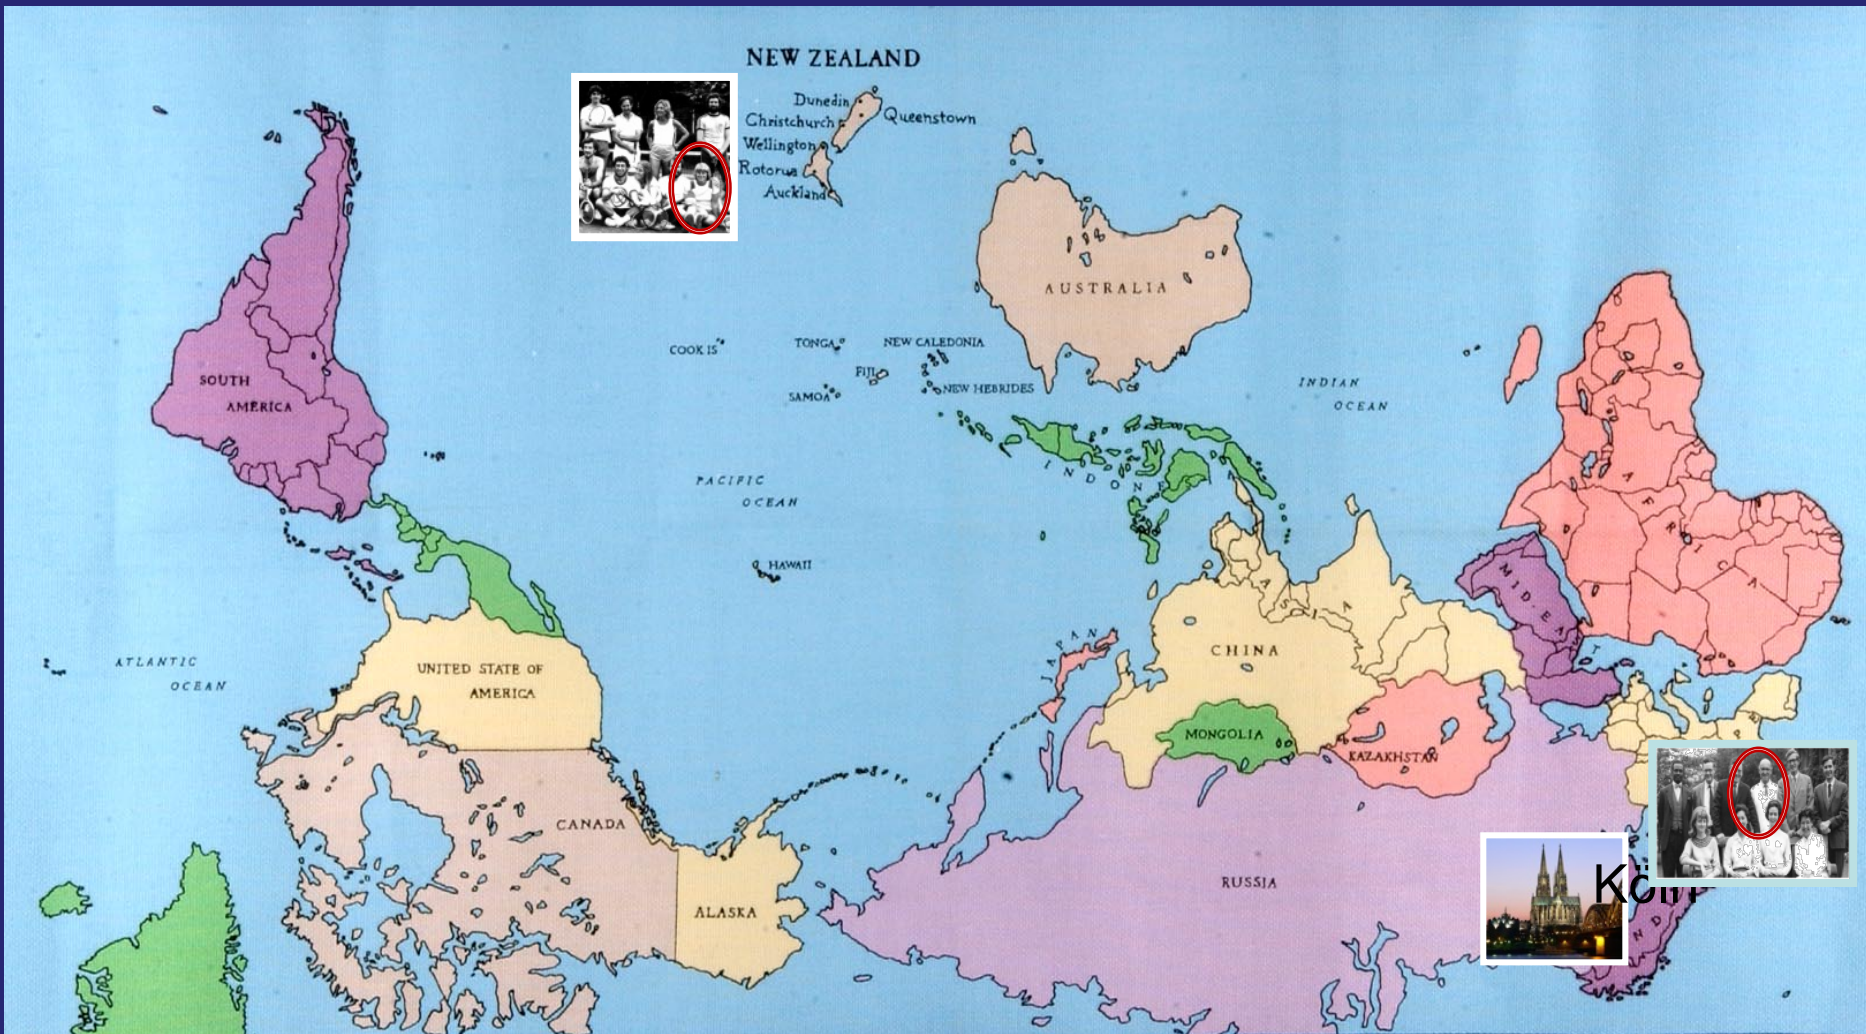 NEW ZEALAND
Dunedin
Queenstown
Christchurch
Wellington
Rotorua
Auckland
AUSTRALIA
COOK IS
TONGA
NEW CALEDONIA
FIJI
SAMOA
NEW HEBRIDES
INDIAN
OCEAN
SOUTH
AMERICA
PACIFIC
OCEAN
HAWAII
AFRICA
MID-EAST
ASIA
JAPAN
CHINA
ATLANTIC
OCEAN
UNITED STATE OF
AMERICA
MONGOLIA
KAZAKHSTAN
CANADA
RUSSIA
ALASKA
Köln